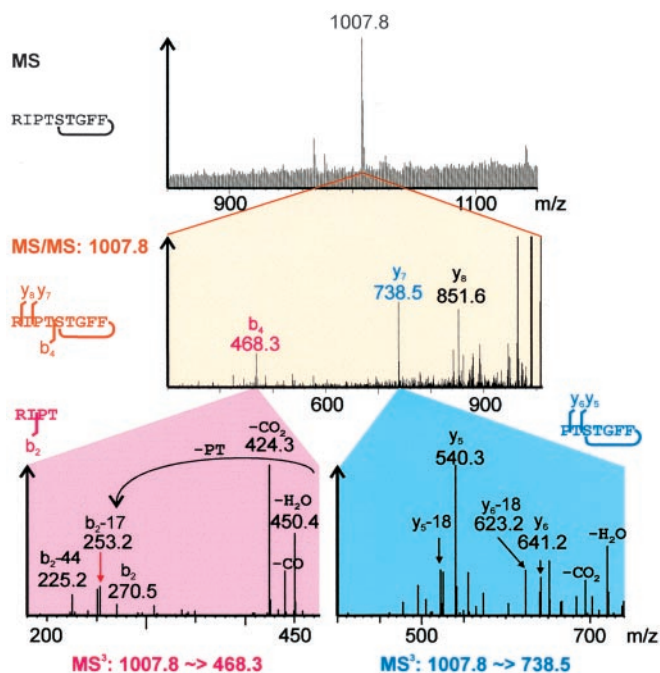 1007.8
MS
RIPTSTGFF
900
1100
m/z
MS/MS: 1007.8
y₈ y₇
RIPTSTGFF
b₄
y₇
738.5
y₈
851.6
b₄
468.3
600
900
RIPT
b₂
y₆y₅
PTSTGFF
–CO₂
424.3
–PT
–H₂O
450.4
–CO
b₂-17
253.2
b₂-44
225.2
b₂
270.5
200
450
y₅
540.3
y₅-18
y₆-18
623.2
y₆
641.2
–H₂O
–CO₂
500
700
m/z
MS³: 1007.8 ~> 468.3
MS³: 1007.8 ~> 738.5